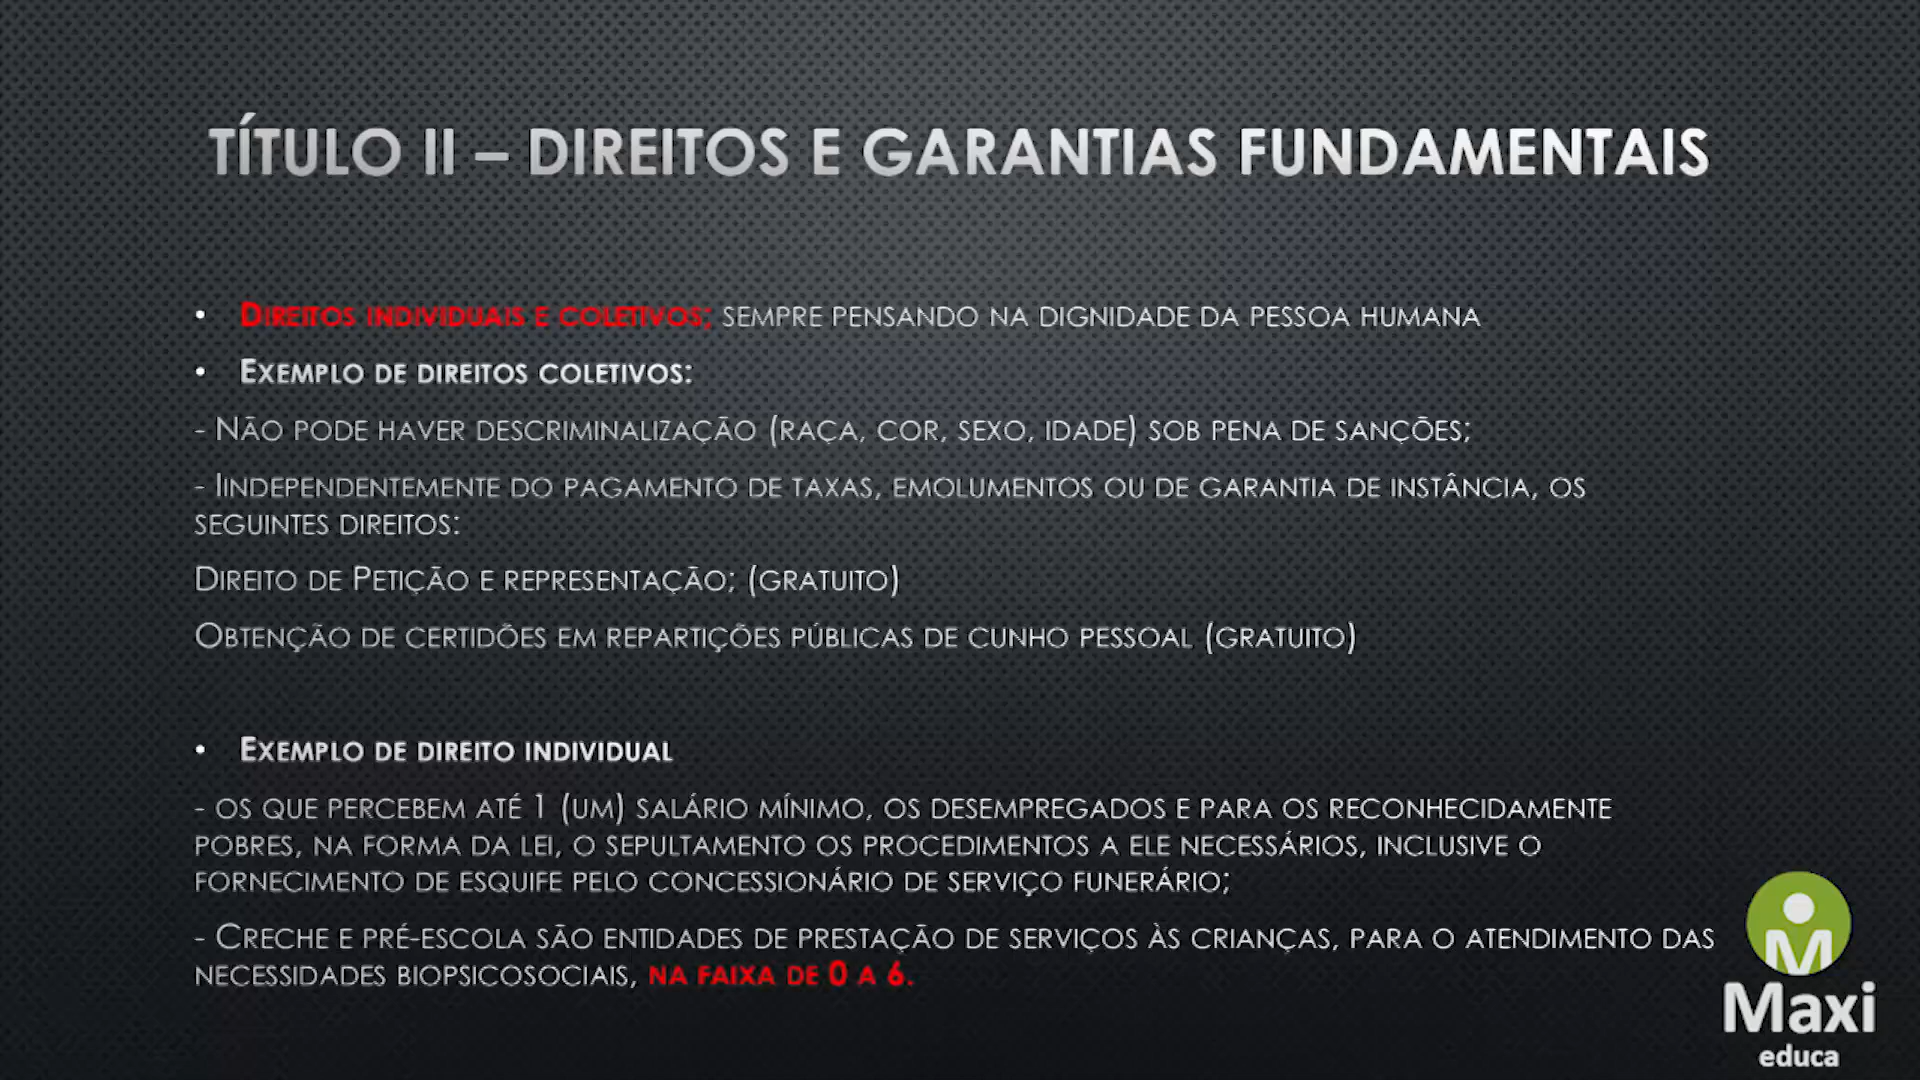 TÍTULO II – DIREITOS E GARANTIAS FUNDAMENTAIS
• DIREITOS INDIVIDUAIS E COLETIVOS; SEMPRE PENSANDO NA DIGNIDADE DA PESSOA HUMANA
• EXEMPLO DE DIREITOS COLETIVOS:
- NÃO PODE HAVER DESCRIMINALIZAÇÃO (RAÇA, COR, SEXO, IDADE) SOB PENA DE SANÇÕES;
- IINDEPENDENTEMENTE DO PAGAMENTO DE TAXAS, EMOLUMENTOS OU DE GARANTIA DE INSTÂNCIA, OS
SEGUINTES DIREITOS:
DIREITO DE PETIÇÃO E REPRESENTAÇÃO; (GRATUITO)
OBTENÇÃO DE CERTIDÕES EM REPARTIÇÕES PÚBLICAS DE CUNHO PESSOAL (GRATUITO)
• EXEMPLO DE DIREITO INDIVIDUAL
- OS QUE PERCEBEM ATÉ 1 (UM) SALÁRIO MÍNIMO, OS DESEMPREGADOS E PARA OS RECONHECIDAMENTE
POBRES, NA FORMA DA LEI, O SEPULTAMENTO OS PROCEDIMENTOS A ELE NECESSÁRIOS, INCLUSIVE O
FORNECIMENTO DE ESQUIFE PELO CONCESSIONÁRIO DE SERVIÇO FUNERÁRIO;
- CRECHE E PRÉ-ESCOLA SÃO ENTIDADES DE PRESTAÇÃO DE SERVIÇOS ÀS CRIANÇAS, PARA O ATENDIMENTO DAS
NECESSIDADES BIOPSICOSOCIAIS, NA FAIXA DE 0 A 6.
Maxi
educa